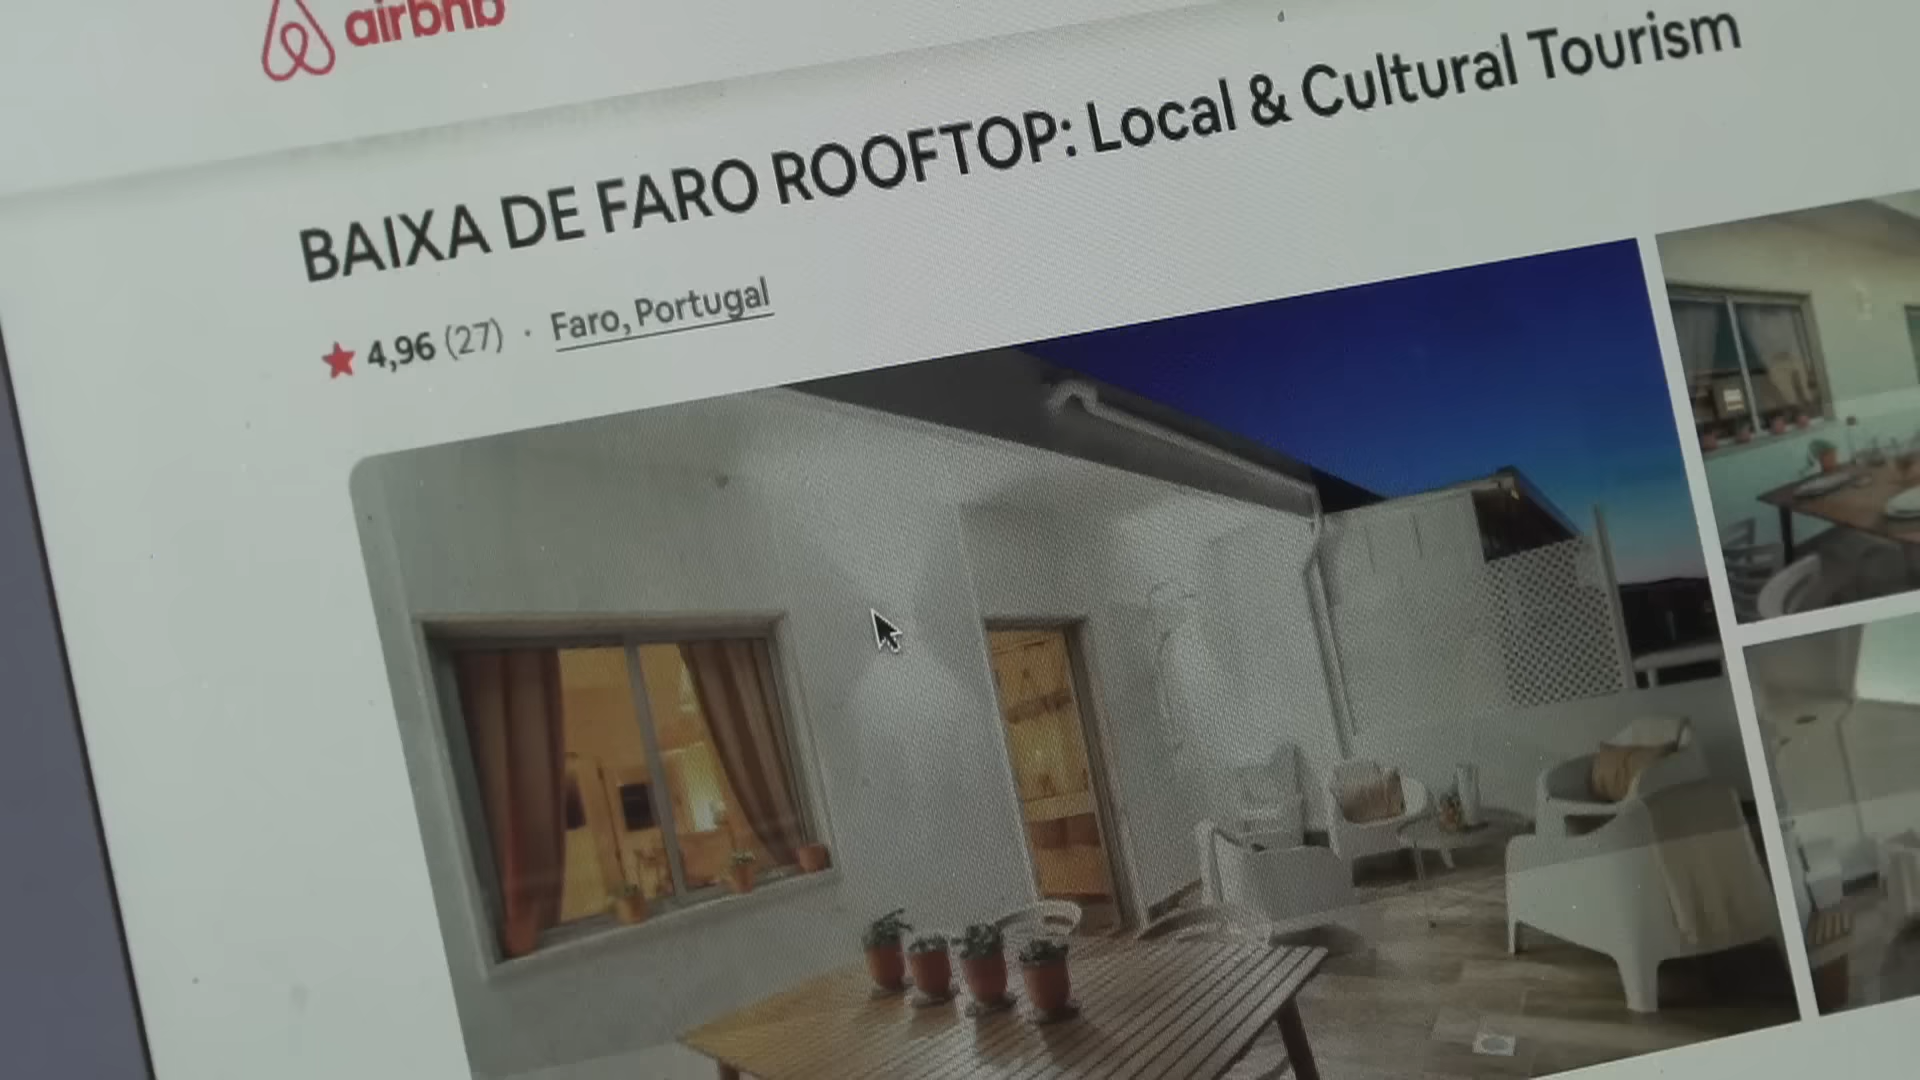 airbnb
BAIXA DE FARO ROOFTOP: Local & Cultural Tourism
4,96 (27) · Faro, Portugal